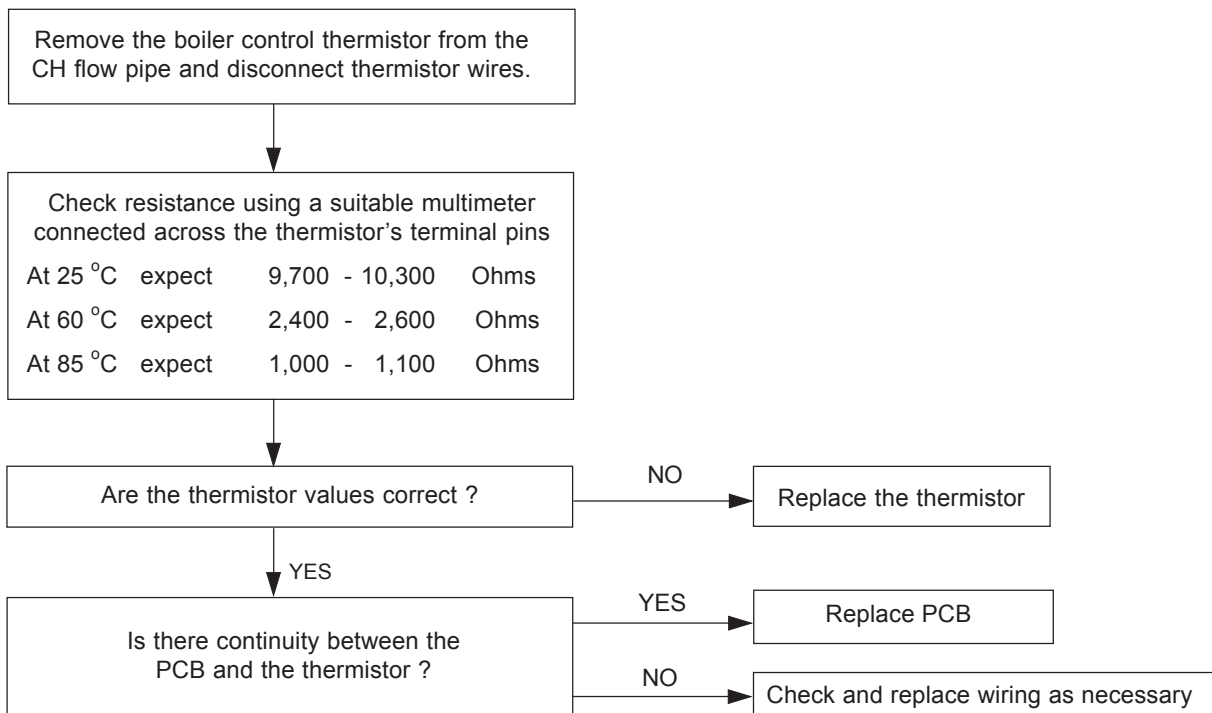 Remove the boiler control thermistor from the
CH flow pipe and disconnect thermistor wires.
Check resistance using a suitable multimeter
connected across the thermistor's terminal pins
At 25 °C expect 9,700 - 10,300 Ohms
At 60 °C expect 2,400 - 2,600 Ohms
At 85 °C expect 1,000 - 1,100 Ohms
Are the thermistor values correct ?
NO
Replace the thermistor
YES
Is there continuity between the
PCB and the thermistor ?
YES
Replace PCB
NO
Check and replace wiring as necessary